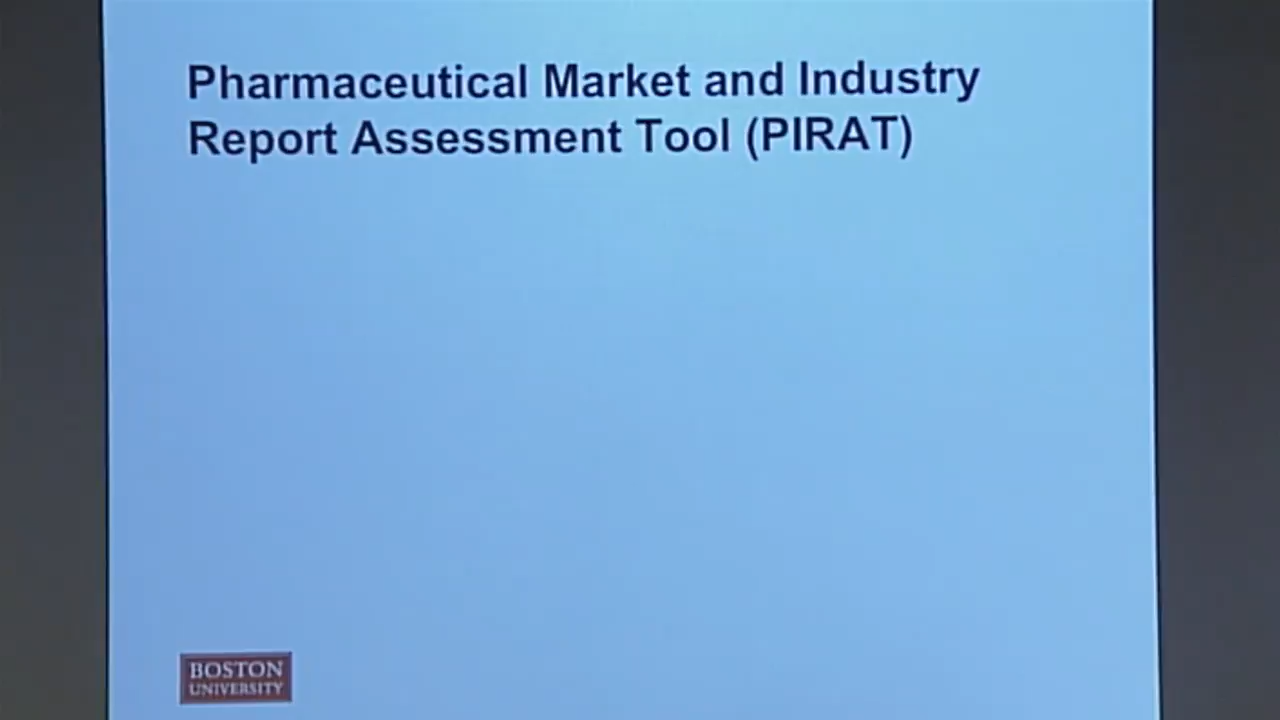 Pharmaceutical Market and Industry
Report Assessment Tool (PIRAT)
BOSTON
UNIVERSITY